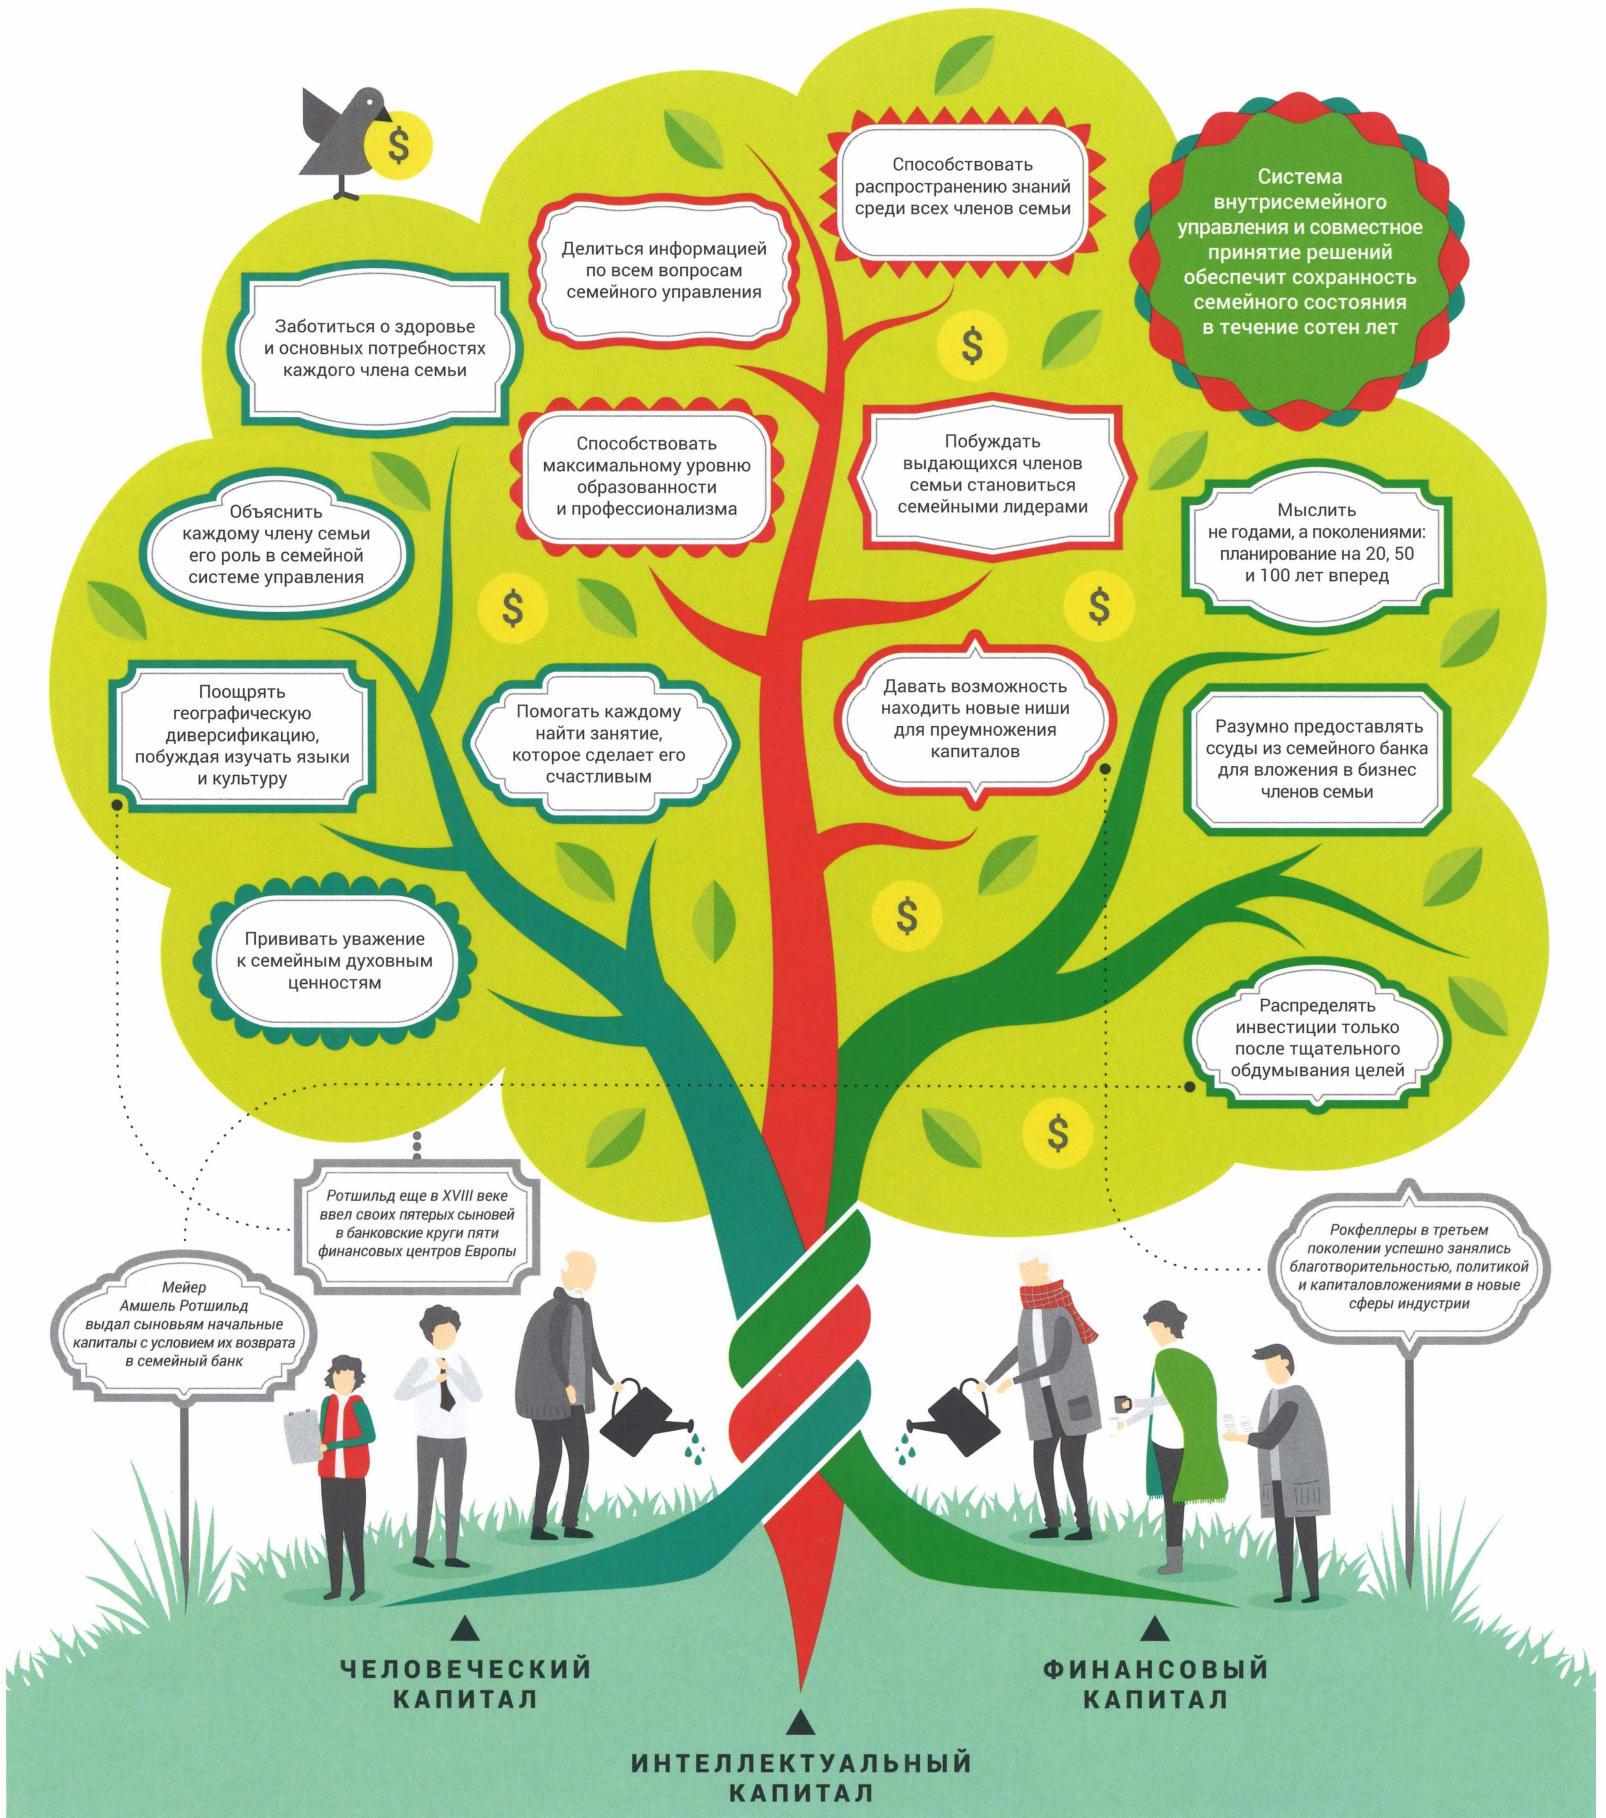 $
Способствовать
распространению знаний
среди всех членов семьи
Система
внутрисемейного
управления и совместное
принятие решений
обеспечит сохранность
семейного состояния
в течение сотен лет
Делиться информацией
по всем вопросам
семейного управления
Заботиться о здоровье
и основных потребностях
каждого члена семьи
$
Способствовать
максимальному уровню
образованности
и профессионализма
Побуждать
выдающихся членов
семьи становиться
семейными лидерами
Мыслить
не годами, а поколениями:
планирование на 20, 50
и 100 лет вперед
Объяснить
каждому члену семьи
его роль в семейной
системе управления
$
$
Поощрять
географическую
диверсификацию,
побуждая изучать языки
и культуру
Помогать каждому
найти занятие,
которое сделает его
счастливым
Давать возможность
находить новые ниши
для преумножения
капиталов
Разумно предоставлять
ссуды из семейного банка
для вложения в бизнес
членов семьи
$
Прививать уважение
к семейным духовным
ценностям
Распределять
инвестиции только
после тщательного
обдумывания целей
$
Ротшильд еще в XVIII веке
ввел своих пятерых сыновей
в банковские круги пяти
финансовых центров Европы
Рокфеллеры в третьем
поколении успешно занялись
благотворительностью, политикой
и капиталовложениями в новые
сферы индустрии
Мейер
Амшель Ротшильд
выдал сыновьям начальные
капиталы с условием их возврата
в семейный банк
ЧЕЛОВЕЧЕСКИЙ
КАПИТАЛ
ФИНАНСОВЫЙ
КАПИТАЛ
ИНТЕЛЛЕКТУАЛЬНЫЙ
КАПИТАЛ